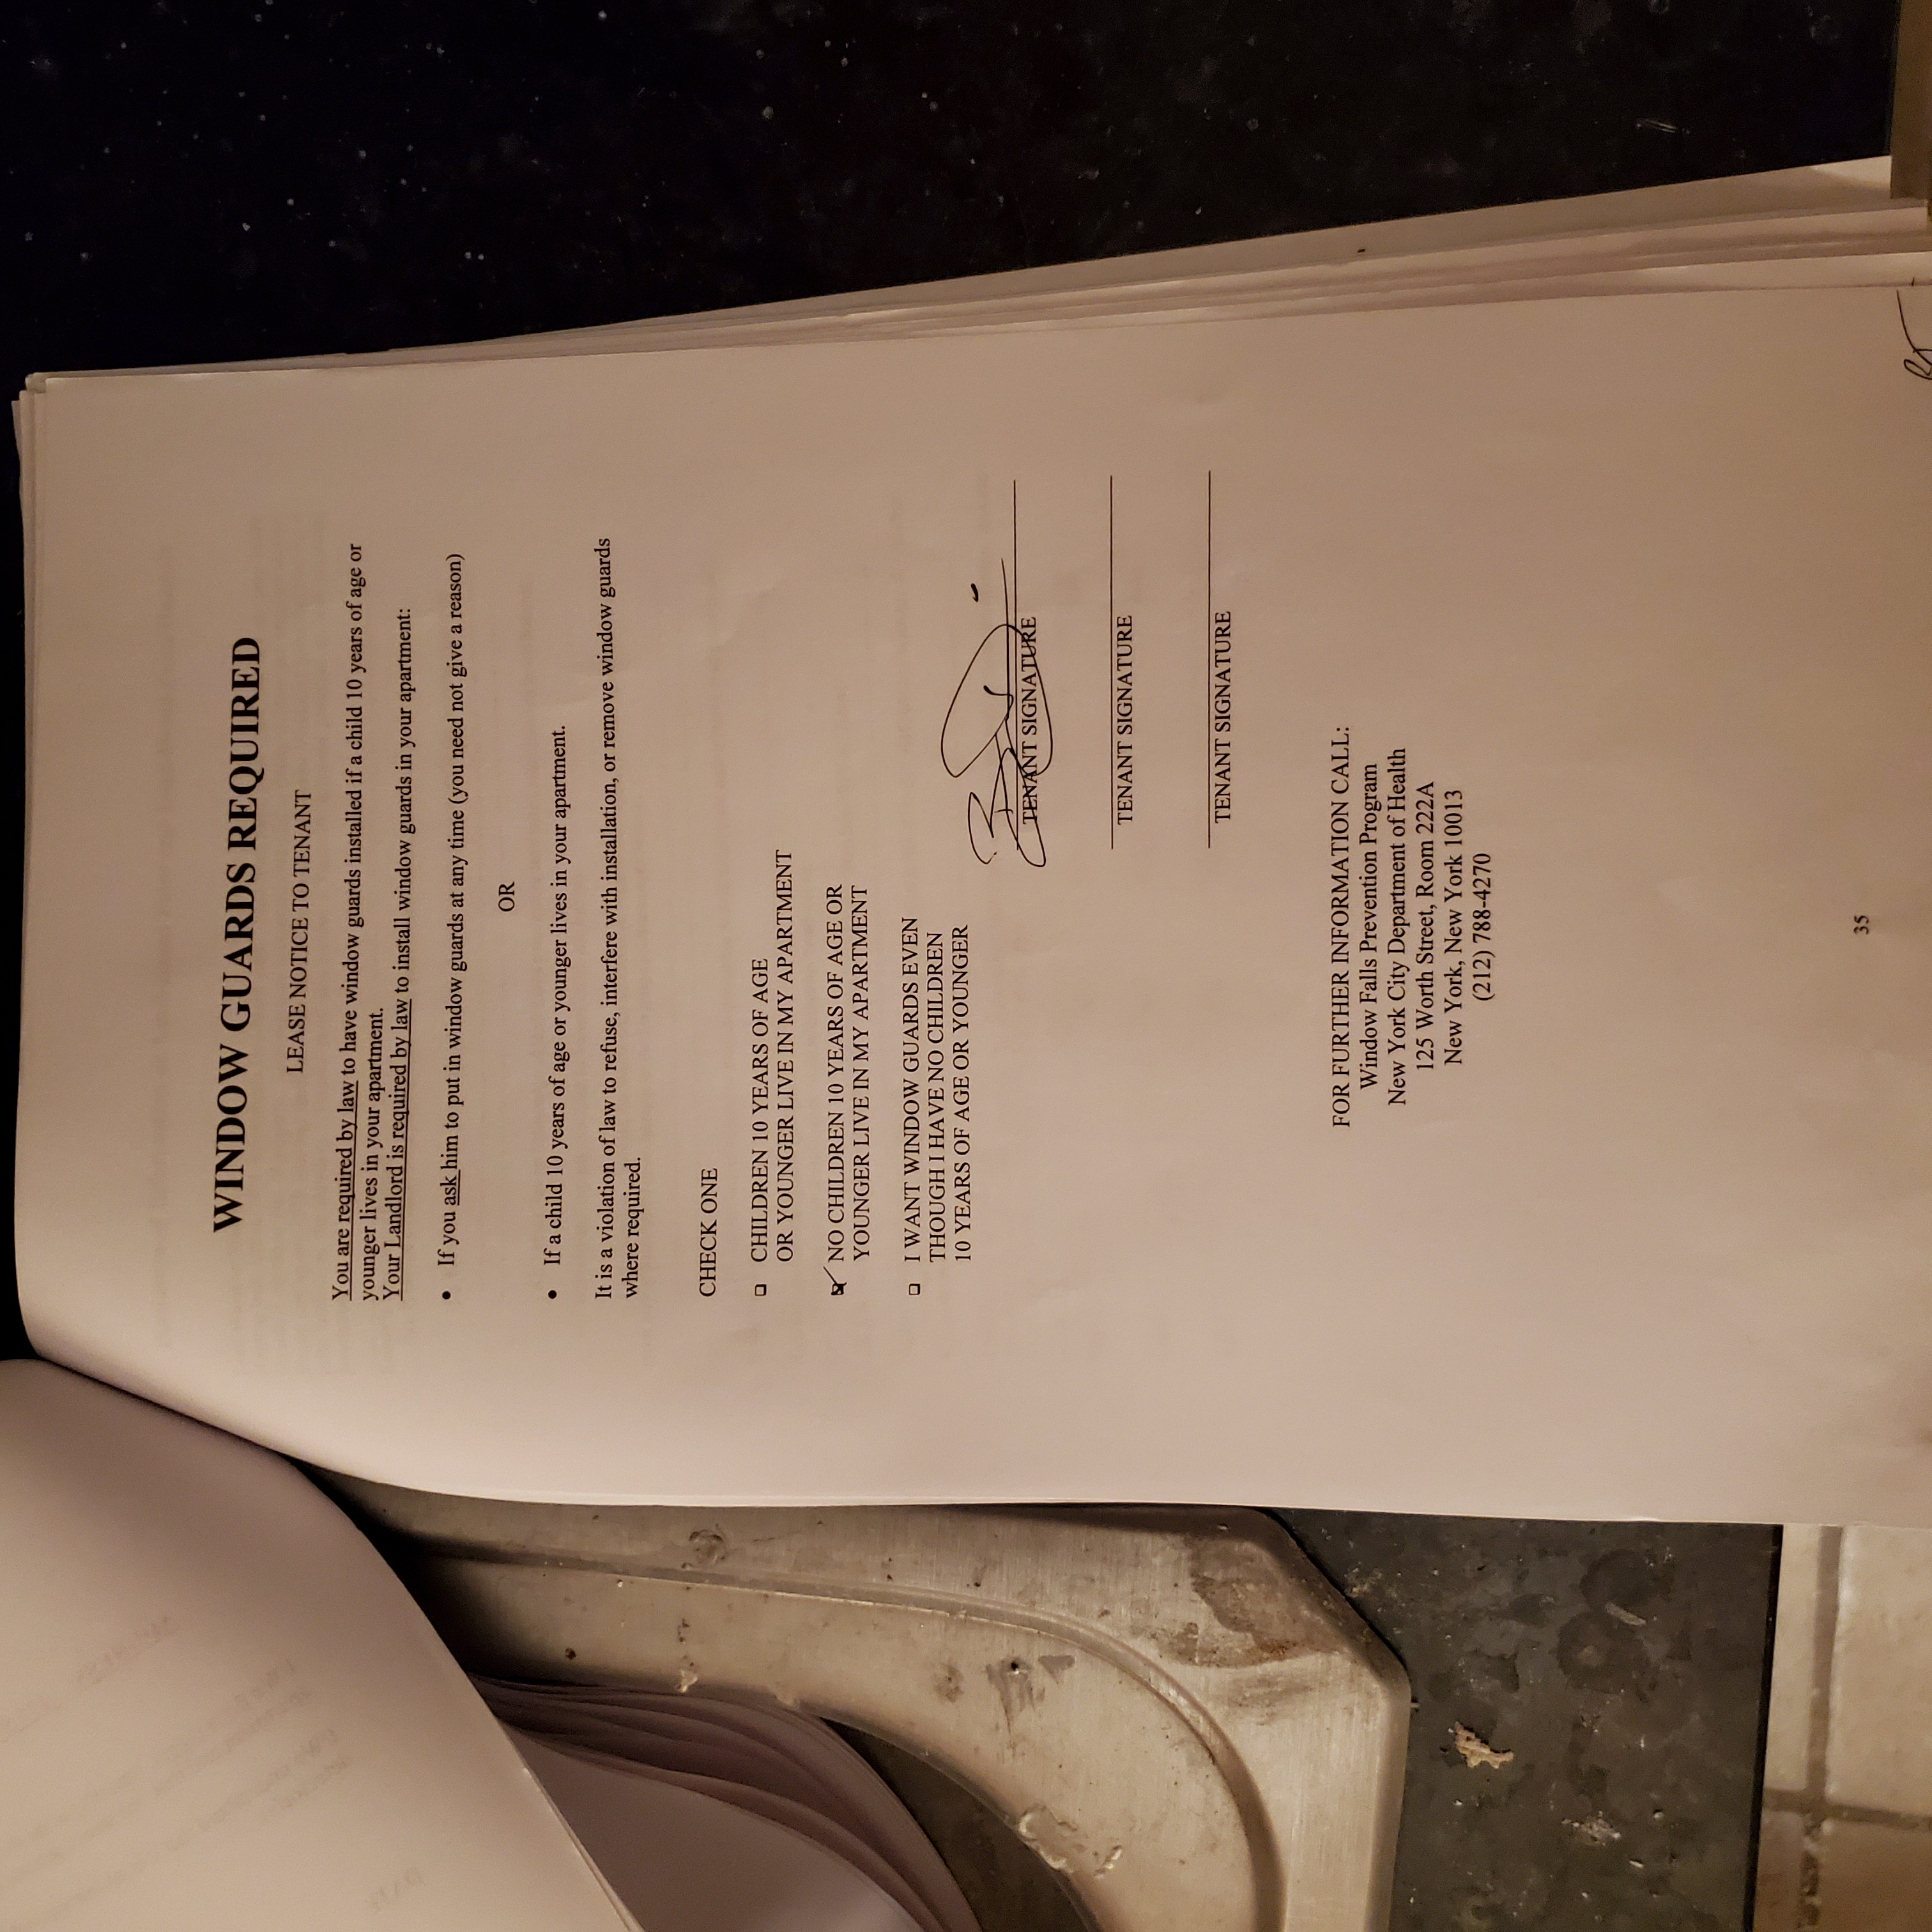 WINDOW GUARDS REQUIRED
LEASE NOTICE TO TENANT
You are required by law to have window guards installed if a child 10 years of age or
younger lives in your apartment.
Your Landlord is required by law to install window guards in your apartment:
• If you ask him to put in window guards at any time (you need not give a reason)
OR
• If a child 10 years of age or younger lives in your apartment.
It is a violation of law to refuse, interfere with installation, or remove window guards
where required.
CHECK ONE
CHILDREN 10 YEARS OF AGE
OR YOUNGER LIVE IN MY APARTMENT
NO CHILDREN 10 YEARS OF AGE OR
YOUNGER LIVE IN MY APARTMENT
I WANT WINDOW GUARDS EVEN
THOUGH I HAVE NO CHILDREN
10 YEARS OF AGE OR YOUNGER
TENANT SIGNATURE
TENANT SIGNATURE
TENANT SIGNATURE
FOR FURTHER INFORMATION CALL:
Window Falls Prevention Program
New York City Department of Health
125 Worth Street, Room 222A
New York, New York 10013
(212) 788-4270
35